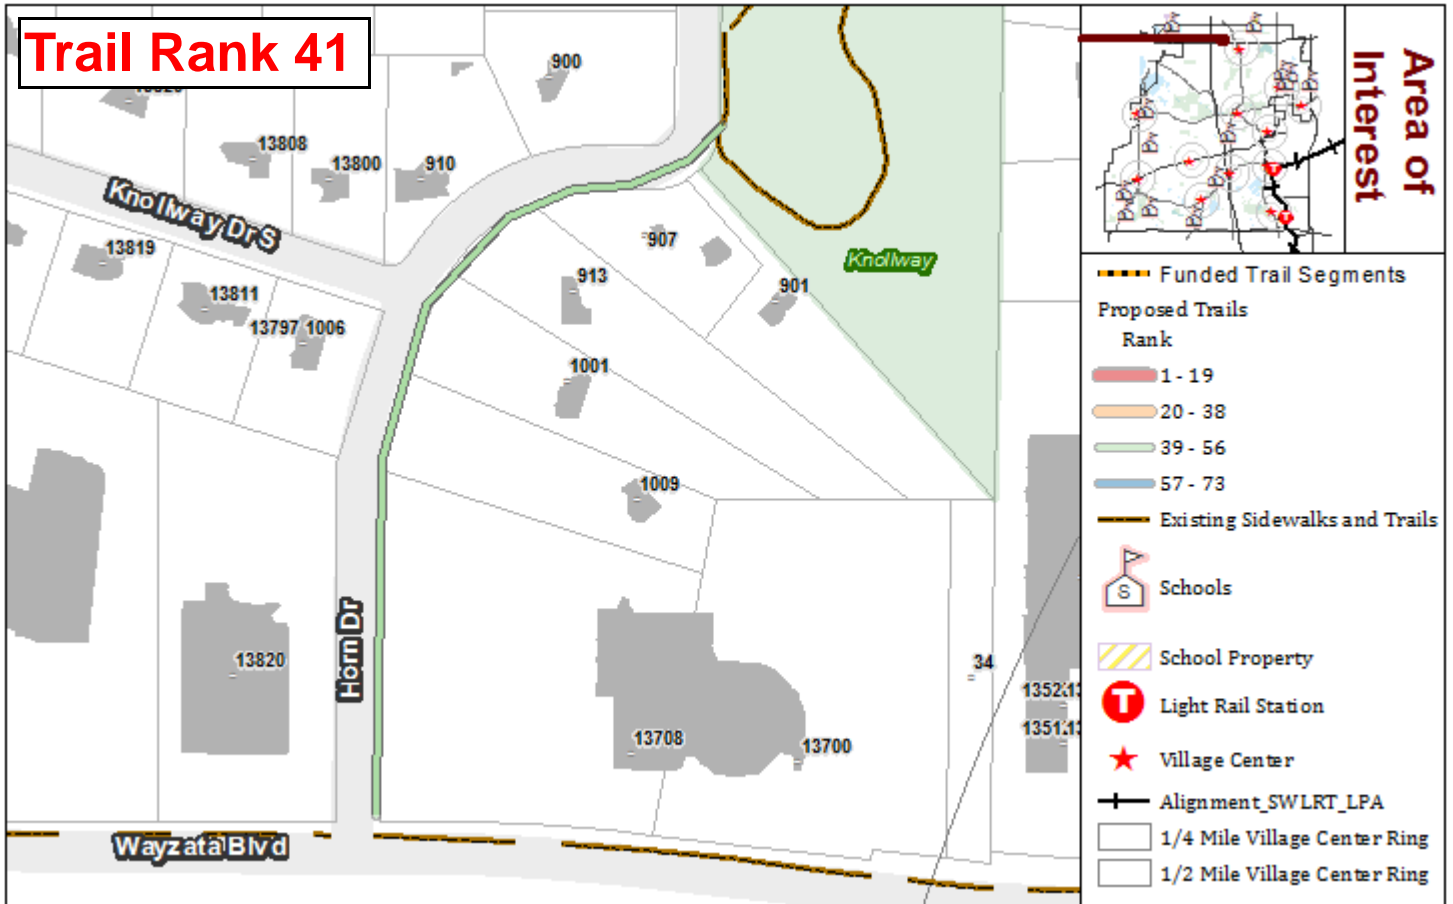 Trail Rank 41
900
13808
13800
910
Knollway Dr S
13819
907
Knollway
913
901
13811
13797 1006
1001
1009
Horn Dr
13820
34
13708
13700
Wayzata Blvd
Area of
Interest
Funded Trail Segments
Proposed Trails
Rank
1 - 19
20 - 38
39 - 56
57 - 73
Existing Sidewalks and Trails
S
Schools
School Property
T
Light Rail Station
Village Center
Alignment_SWLRT_LPA
1/4 Mile Village Center Ring
1/2 Mile Village Center Ring